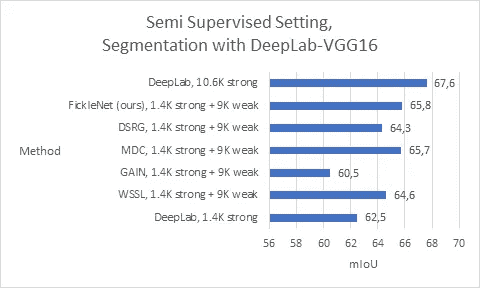 Semi Supervised Setting,
Segmentation with DeepLab-VGG16
DeepLab, 10.6K strong 67,6
FickleNet (ours), 1.4K strong + 9K weak 65,8
DSRG, 1.4K strong + 9K weak 64,3
Method
MDC, 1.4K strong + 9K weak 65,7
GAIN, 1.4K strong + 9K weak 60,5
WSSL, 1.4K strong + 9K weak 64,6
DeepLab, 1.4K strong 62,5
56 58 60 62 64 66 68 70
mIoU